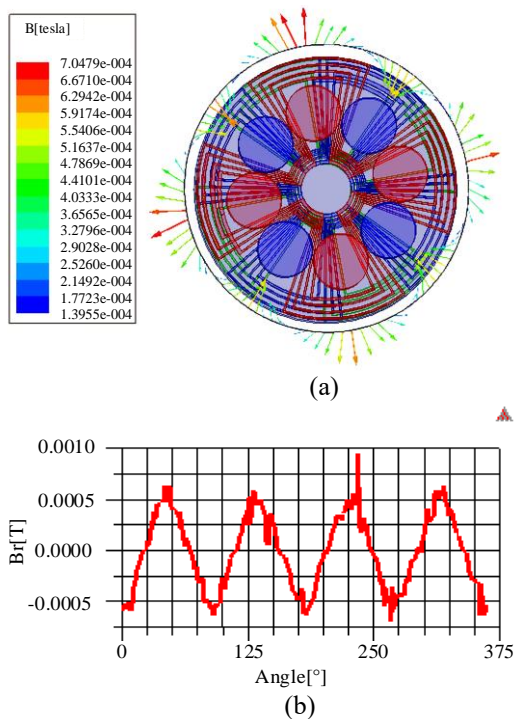 B[tesla]
7.0479e-004
6.6710e-004
6.2942e-004
5.9174e-004
5.5406e-004
5.1637e-004
4.7869e-004
4.4101e-004
4.0333e-004
3.6565e-004
3.2796e-004
2.9028e-004
2.5260e-004
2.1492e-004
1.7723e-004
1.3955e-004
(a)
0.0010
0.0005
0.0000
-0.0005
Br[T]
0 125 250 375
Angle[°]
(b)